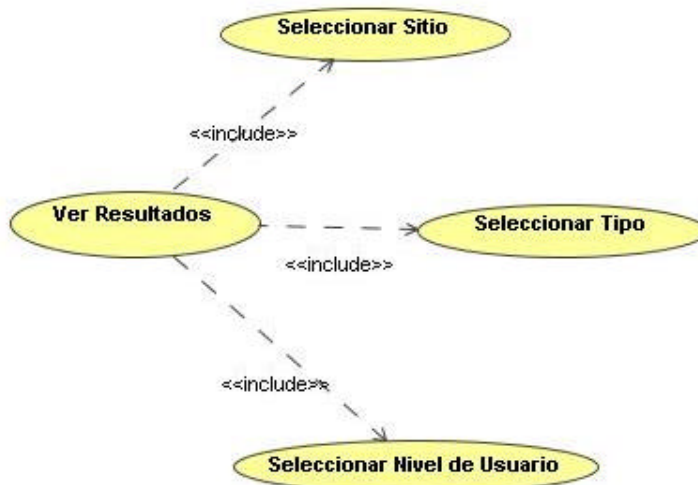 Seleccionar Sitio
<<include>>
Ver Resultados
Seleccionar Tipo
<<include>>
<<include>>
Seleccionar Nivel de Usuario